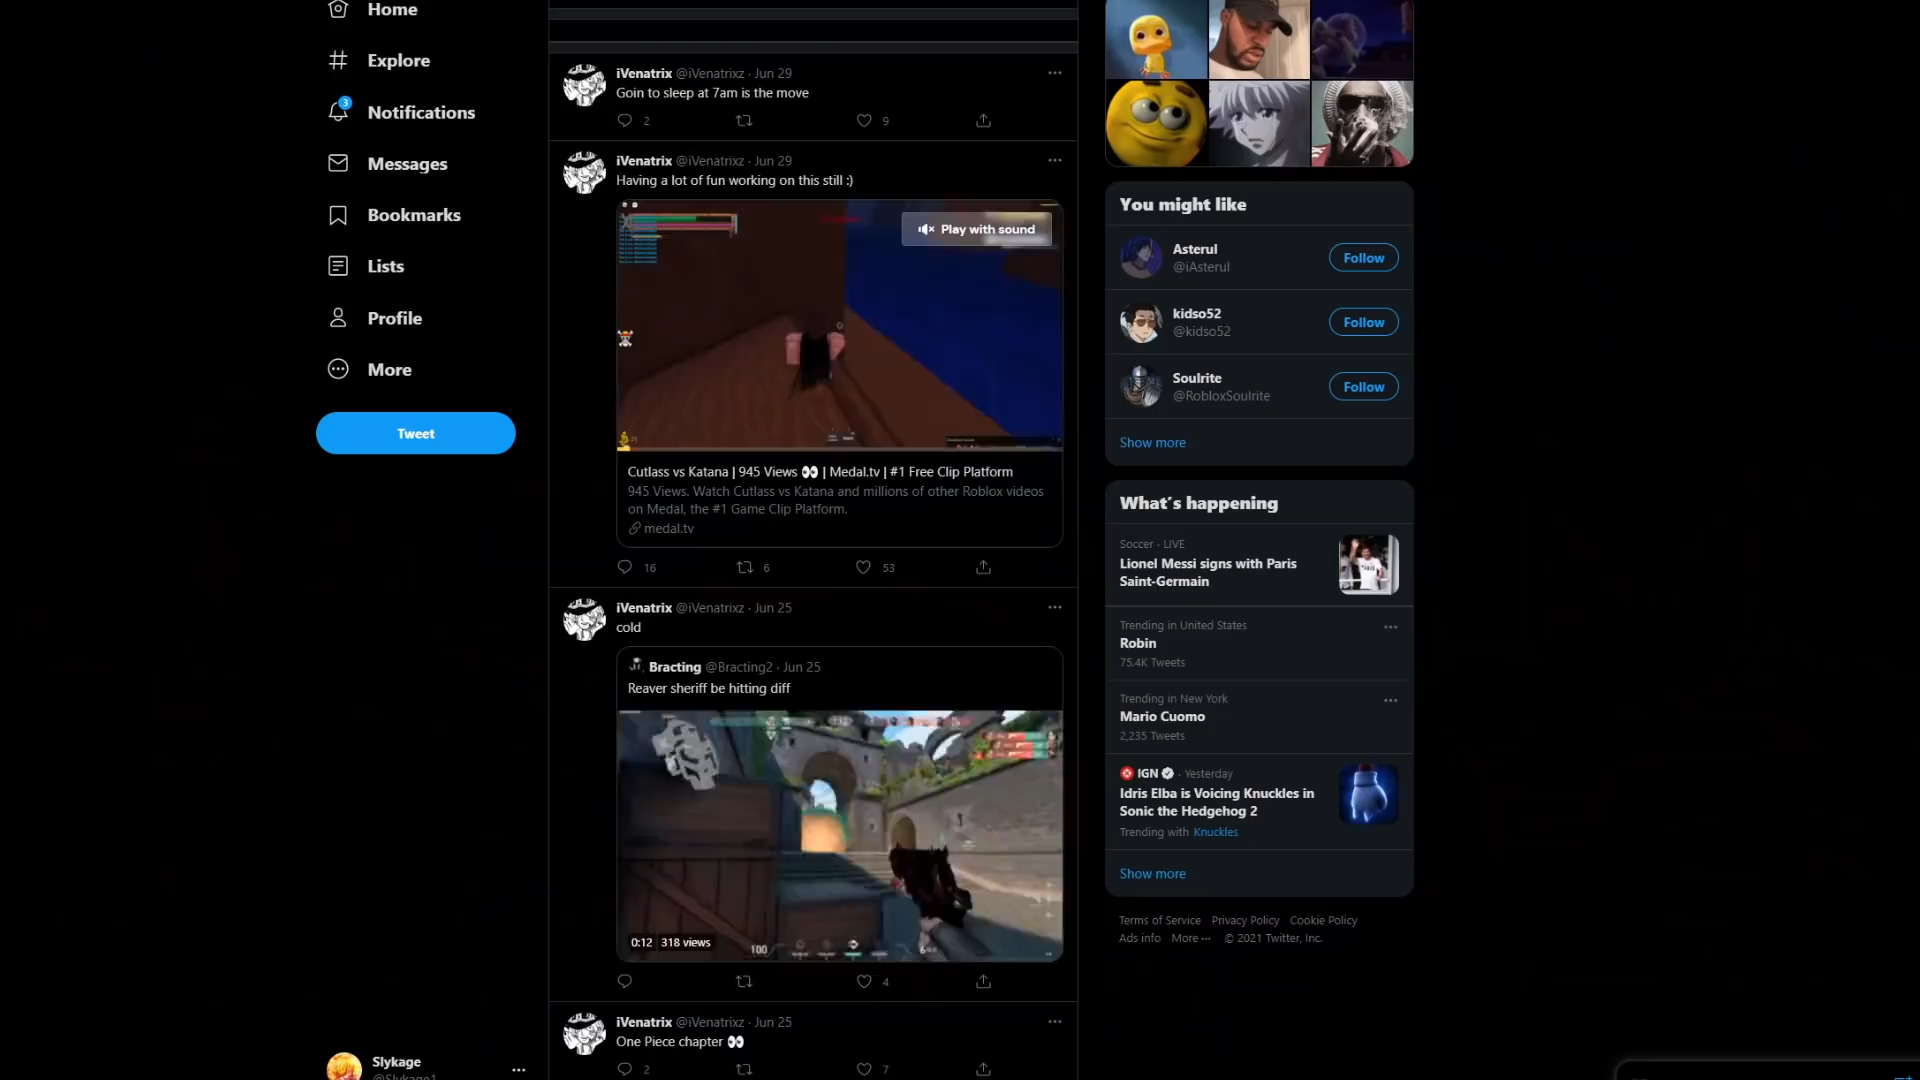 Home
Explore
3
Notifications
Messages
Bookmarks
Lists
Profile
More
Tweet
Slykage
@Slykage1
iVenatrix @iVenatrixz · Jun 29
Goin to sleep at 7am is the move
2 9
iVenatrix @iVenatrixz · Jun 29
Having a lot of fun working on this still :)
Play with sound
Cutlass vs Katana | 945 Views 👀 | Medal.tv | #1 Free Clip Platform
945 Views. Watch Cutlass vs Katana and millions of other Roblox videos
on Medal, the #1 Game Clip Platform.
medal.tv
16 6 53
iVenatrix @iVenatrixz · Jun 25
cold
Bracting @Bracting2 · Jun 25
Reaver sheriff be hitting diff
100
6
0:12 318 views
4
iVenatrix @iVenatrixz · Jun 25
One Piece chapter 👀
2 7
You might like
Asterul
@iAsterul
Follow
kidso52
@kidso52
Follow
Soulrite
@RobloxSoulrite
Follow
Show more
What's happening
Soccer · LIVE
Lionel Messi signs with Paris
Saint-Germain
Trending in United States
Robin
75.4K Tweets
Trending in New York
Mario Cuomo
2,235 Tweets
IGN · Yesterday
Idris Elba is Voicing Knuckles in
Sonic the Hedgehog 2
Trending with Knuckles
Show more
Terms of Service Privacy Policy Cookie Policy
Ads info More ··· © 2021 Twitter, Inc.